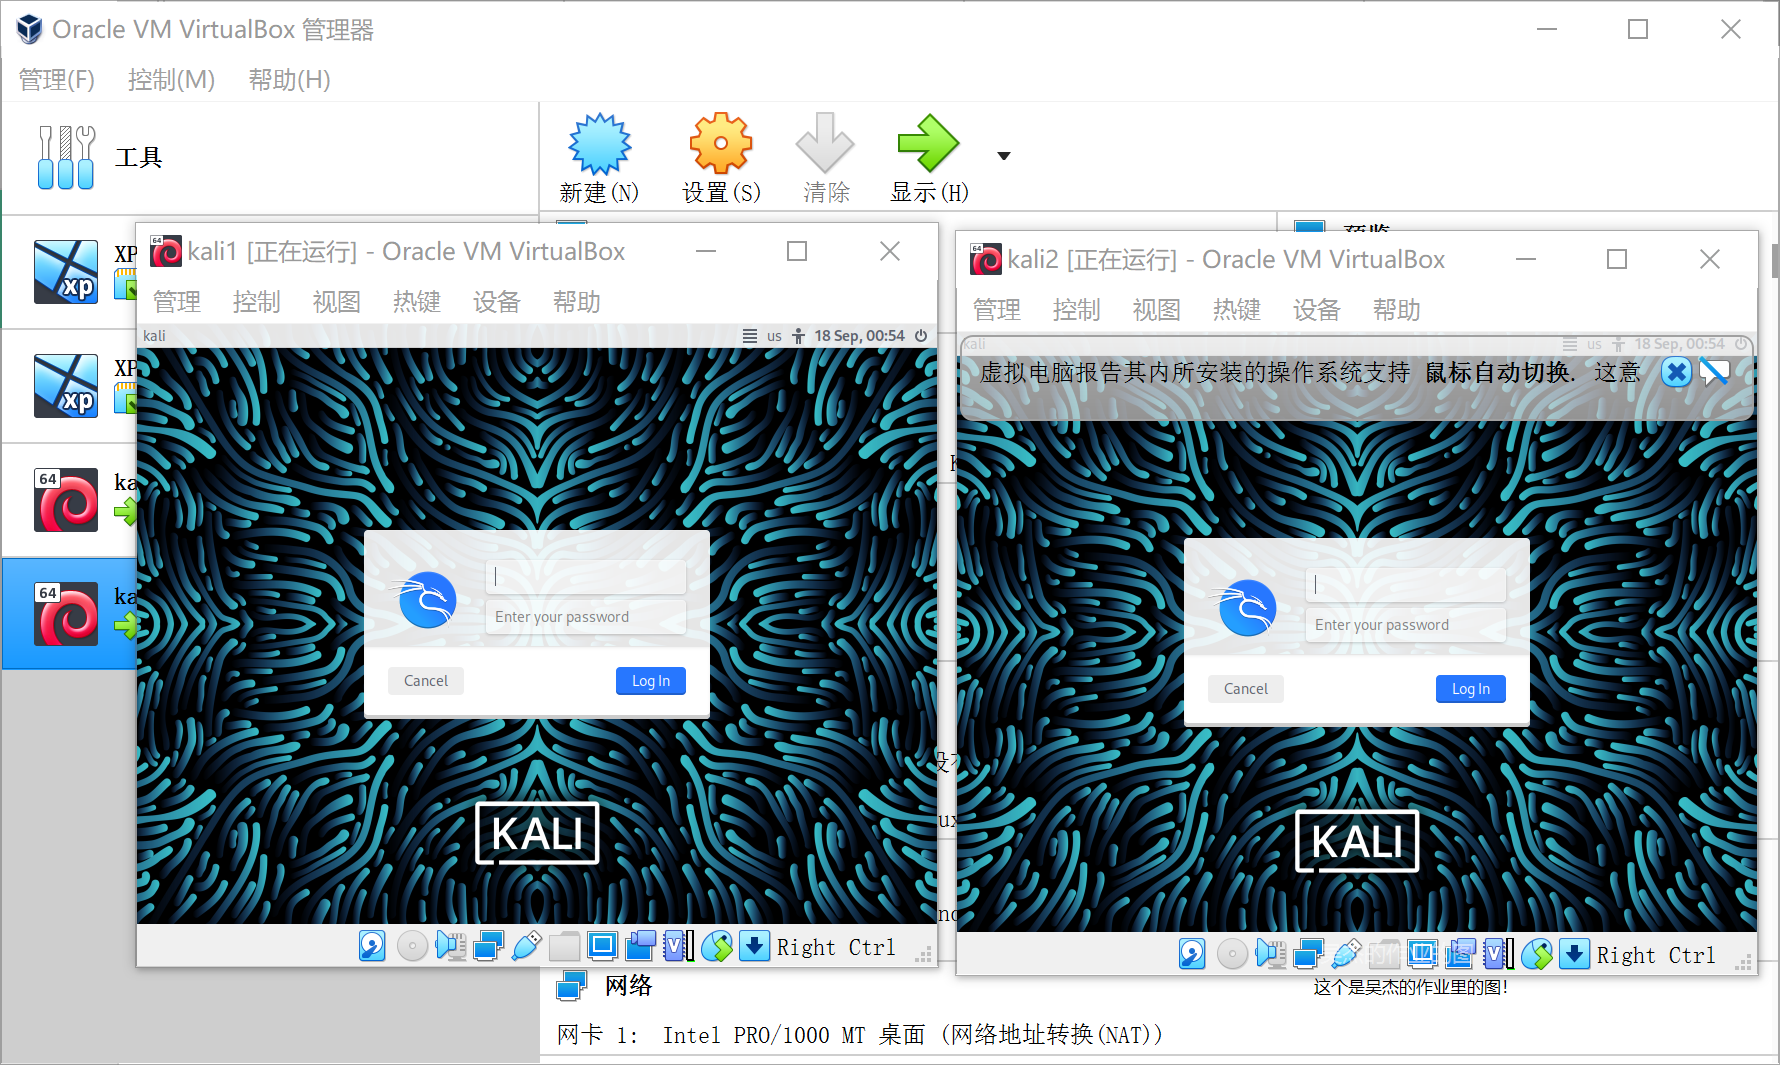 Oracle VM VirtualBox 管理器
管理(F) 控制(M) 帮助(H)
工具
新建(N) 设置(S) 清除 显示(H)
预览
XP
XP
64
ka
64
ka
64
kali1 [正在运行] - Oracle VM VirtualBox
管理 控制 视图 热键 设备 帮助
kali us 18 Sep, 00:54
Enter your password
Cancel Log In
KALI
Right Ctrl
64
kali2 [正在运行] - Oracle VM VirtualBox
管理 控制 视图 热键 设备 帮助
kali us 18 Sep, 00:54
虚拟电脑报告其内所安装的操作系统支持 鼠标自动切换. 这意
Enter your password
Cancel Log In
KALI
Right Ctrl
网络
这个是吴杰的作业里的图!
网卡 1: Intel PRO/1000 MT 桌面 (网络地址转换(NAT))